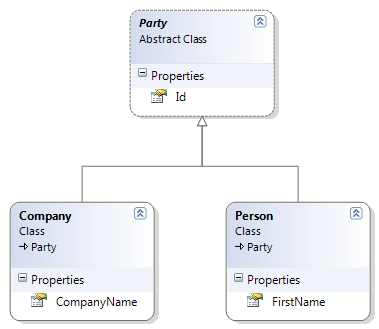 Party
Abstract Class
Properties
Id
Company
Class
Party
Properties
CompanyName
Person
Class
Party
Properties
FirstName